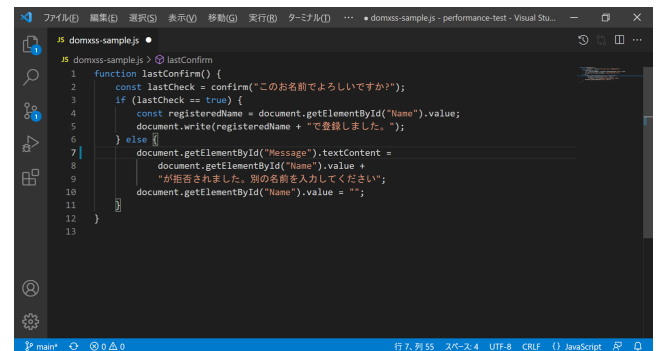 ファイル(F) 編集(E) 選択(S) 表示(V) 移動(G) 実行(R) ターミナル(T) ··· ● domxss-sample.js - performance-test - Visual Stu...
JS domxss-sample.js ●
JS domxss-sample.js > lastConfirm
1 function lastConfirm() {
2 const lastCheck = confirm("このお名前でよろしいですか?");
3 if (lastCheck == true) {
4 const registeredName = document.getElementById("Name").value;
5 document.write(registeredName + "で登録しました。");
6 } else {
7 document.getElementById("Message").textContent =
8 document.getElementById("Name").value +
9 "が拒否されました。別の名前を入力してください";
10 document.getElementById("Name").value = "";
11 }
12 }
13
1
1
main* 0 0 行 7、列 55 スペース: 4 UTF-8 CRLF {} JavaScript